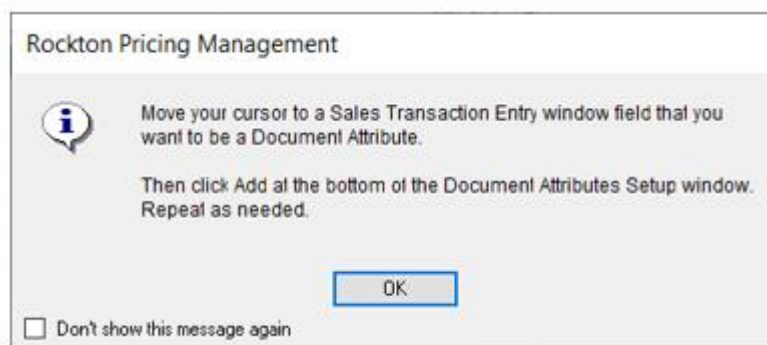 Rockton Pricing Management
Move your cursor to a Sales Transaction Entry window field that you
want to be a Document Attribute.
Then click Add at the bottom of the Document Attributes Setup window.
Repeat as needed.
OK
Don't show this message again